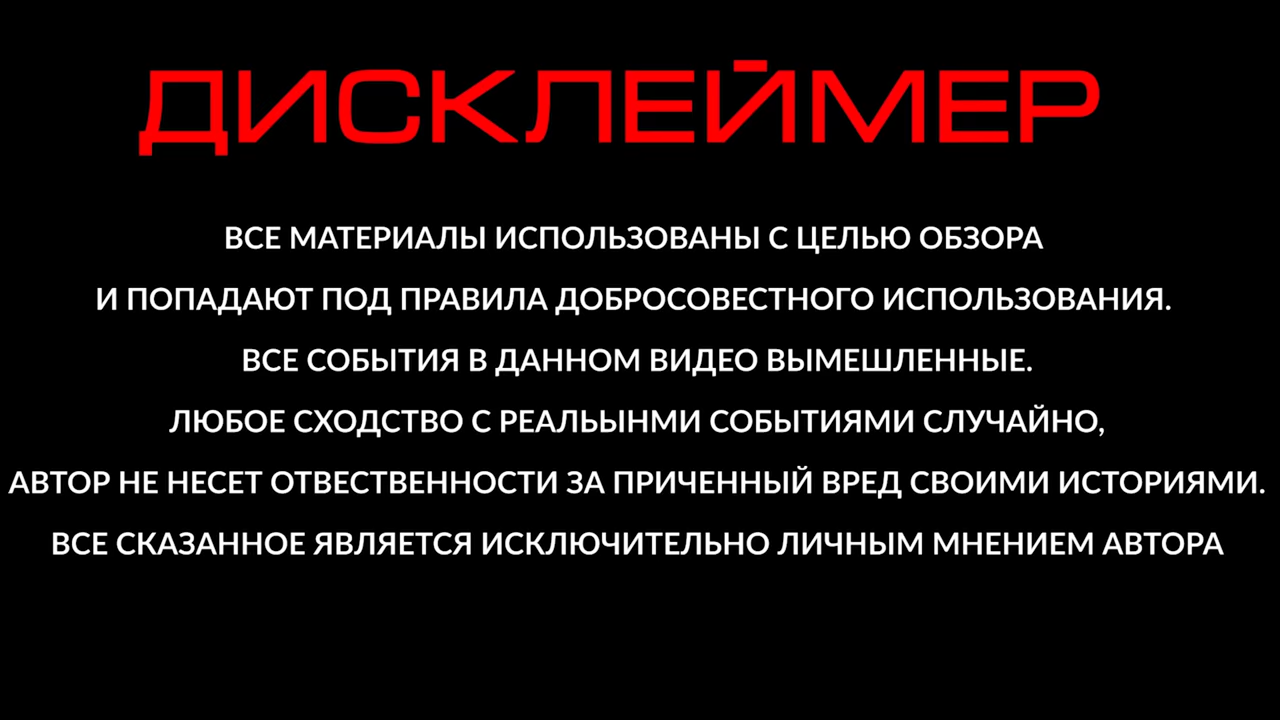 ДИСКЛЕЙМЕР
ВСЕ МАТЕРИАЛЫ ИСПОЛЬЗОВАНЫ С ЦЕЛЬЮ ОБЗОРА
И ПОПАДАЮТ ПОД ПРАВИЛА ДОБРОСОВЕСТНОГО ИСПОЛЬЗОВАНИЯ.
ВСЕ СОБЫТИЯ В ДАННОМ ВИДЕО ВЫМЕШЛЕННЫЕ.
ЛЮБОЕ СХОДСТВО С РЕАЛЬЫНМИ СОБЫТИЯМИ СЛУЧАЙНО,
АВТОР НЕ НЕСЕТ ОТВЕСТВЕННОСТИ ЗА ПРИЧЕННЫЙ ВРЕД СВОИМИ ИСТОРИЯМИ.
ВСЕ СКАЗАННОЕ ЯВЛЯЕТСЯ ИСКЛЮЧИТЕЛЬНО ЛИЧНЫМ МНЕНИЕМ АВТОРА